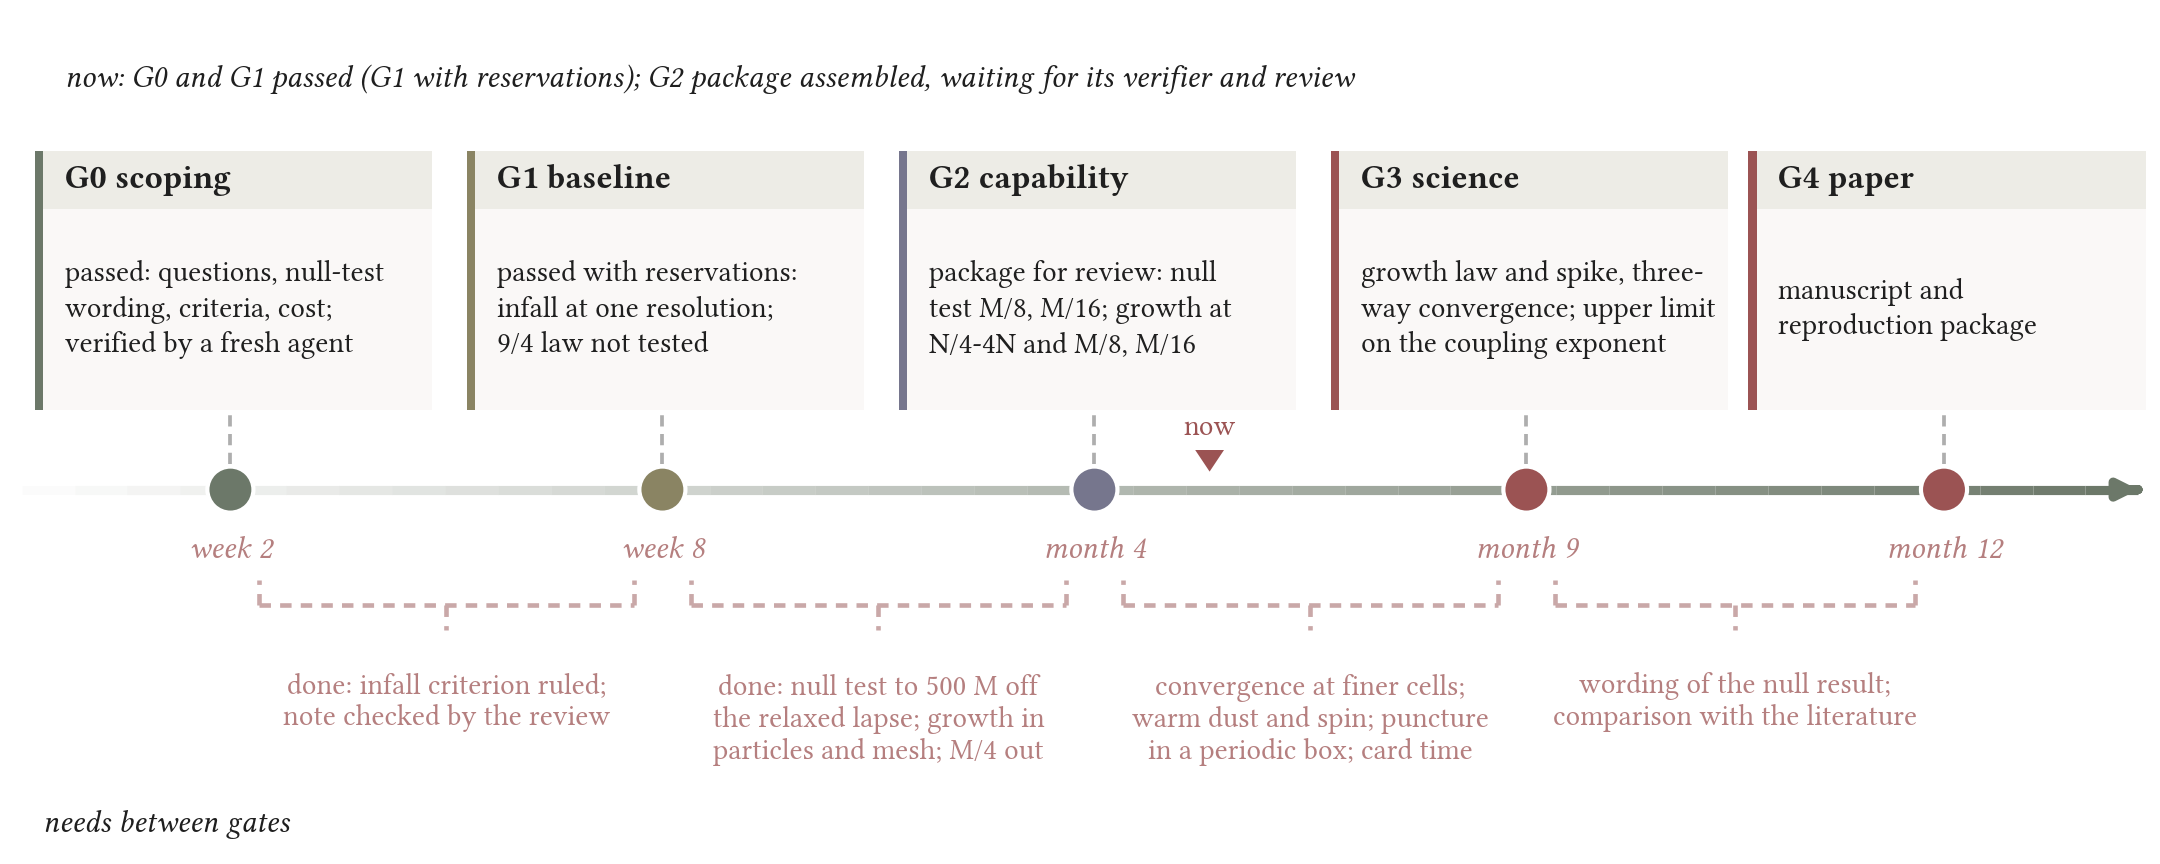 now: G0 and G1 passed (G1 with reservations); G2 package assembled, waiting for its verifier and review
G0 scoping
passed: questions, null-test
wording, criteria, cost;
verified by a fresh agent
G1 baseline
passed with reservations:
infall at one resolution;
9/4 law not tested
G2 capability
package for review: null
test M/8, M/16; growth at
N/4-4N and M/8, M/16
G3 science
growth law and spike, three-
way convergence; upper limit
on the coupling exponent
G4 paper
manuscript and
reproduction package
now
week 2
week 8
month 4
month 9
month 12
done: infall criterion ruled;
note checked by the review
done: null test to 500 M off
the relaxed lapse; growth in
particles and mesh; M/4 out
convergence at finer cells;
warm dust and spin; puncture
in a periodic box; card time
wording of the null result;
comparison with the literature
needs between gates